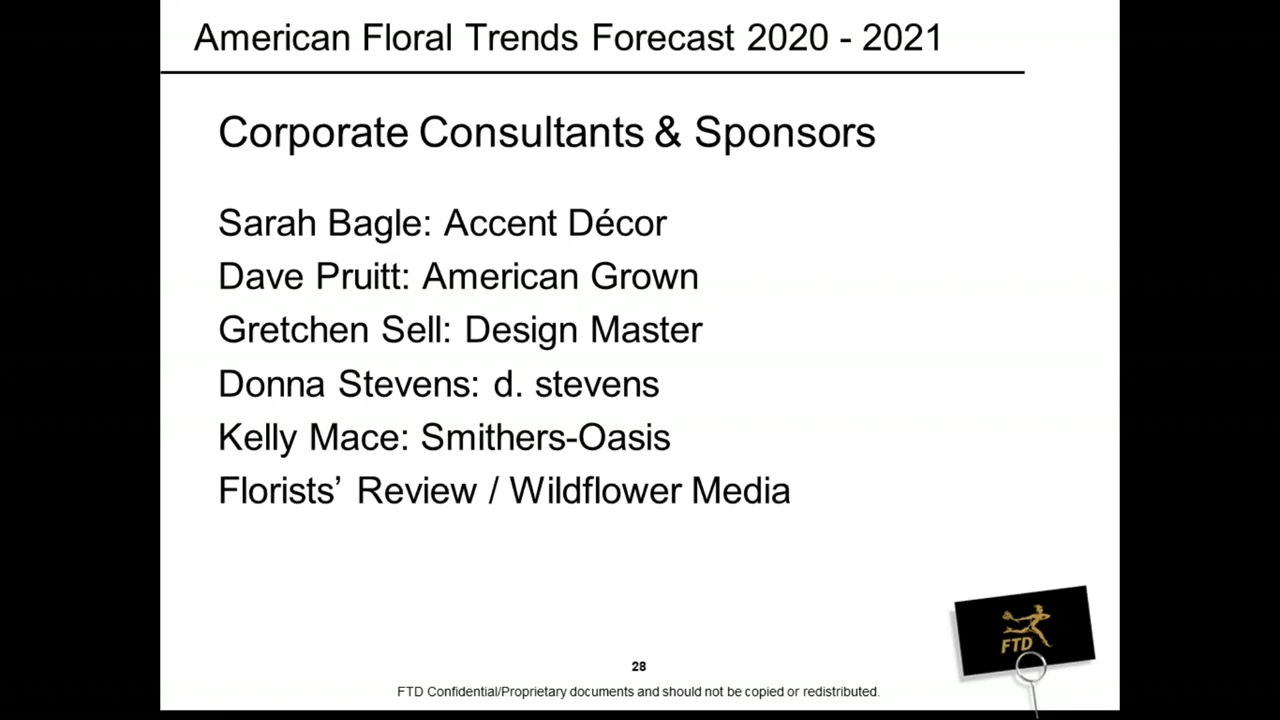 American Floral Trends Forecast 2020 - 2021
Corporate Consultants & Sponsors
Sarah Bagle: Accent Décor
Dave Pruitt: American Grown
Gretchen Sell: Design Master
Donna Stevens: d. stevens
Kelly Mace: Smithers-Oasis
Florists’ Review / Wildflower Media
FTD
28
FTD Confidential/Proprietary documents and should not be copied or redistributed.